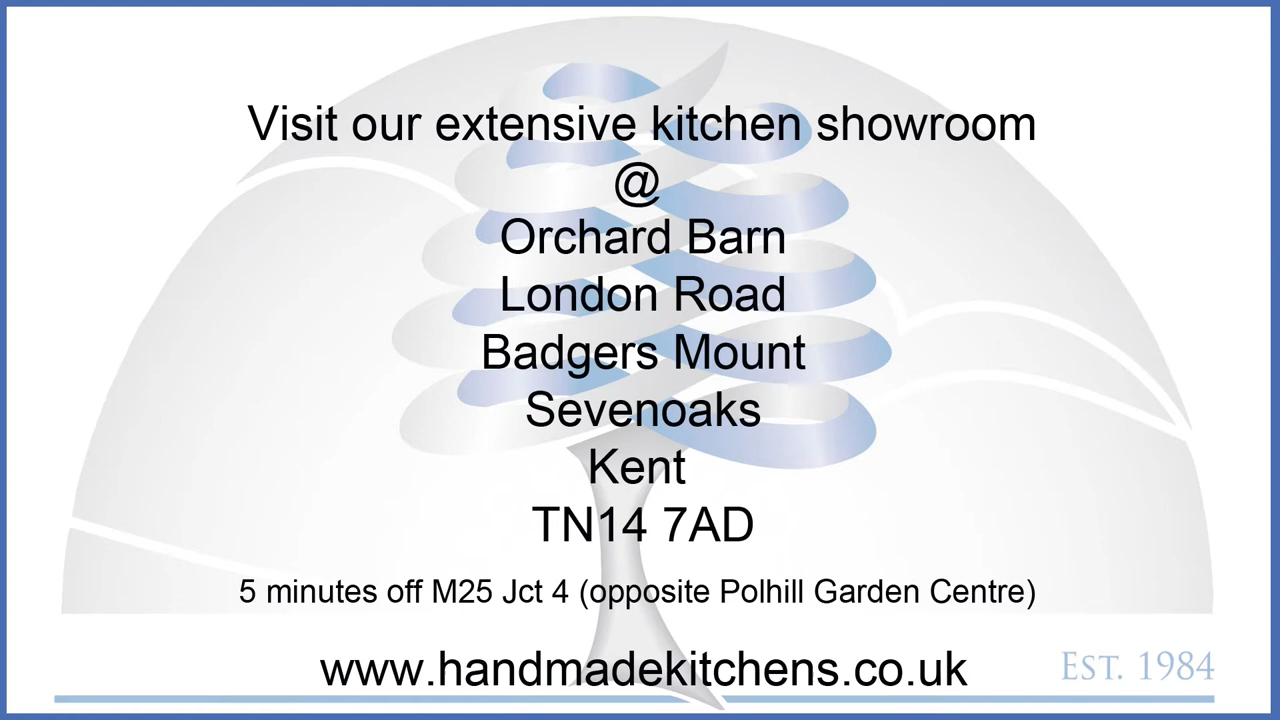 Visit our extensive kitchen showroom
@
Orchard Barn
London Road
Badgers Mount
Sevenoaks
Kent
TN14 7AD
5 minutes off M25 Jct 4 (opposite Polhill Garden Centre)
www.handmadekitchens.co.uk
Est. 1984